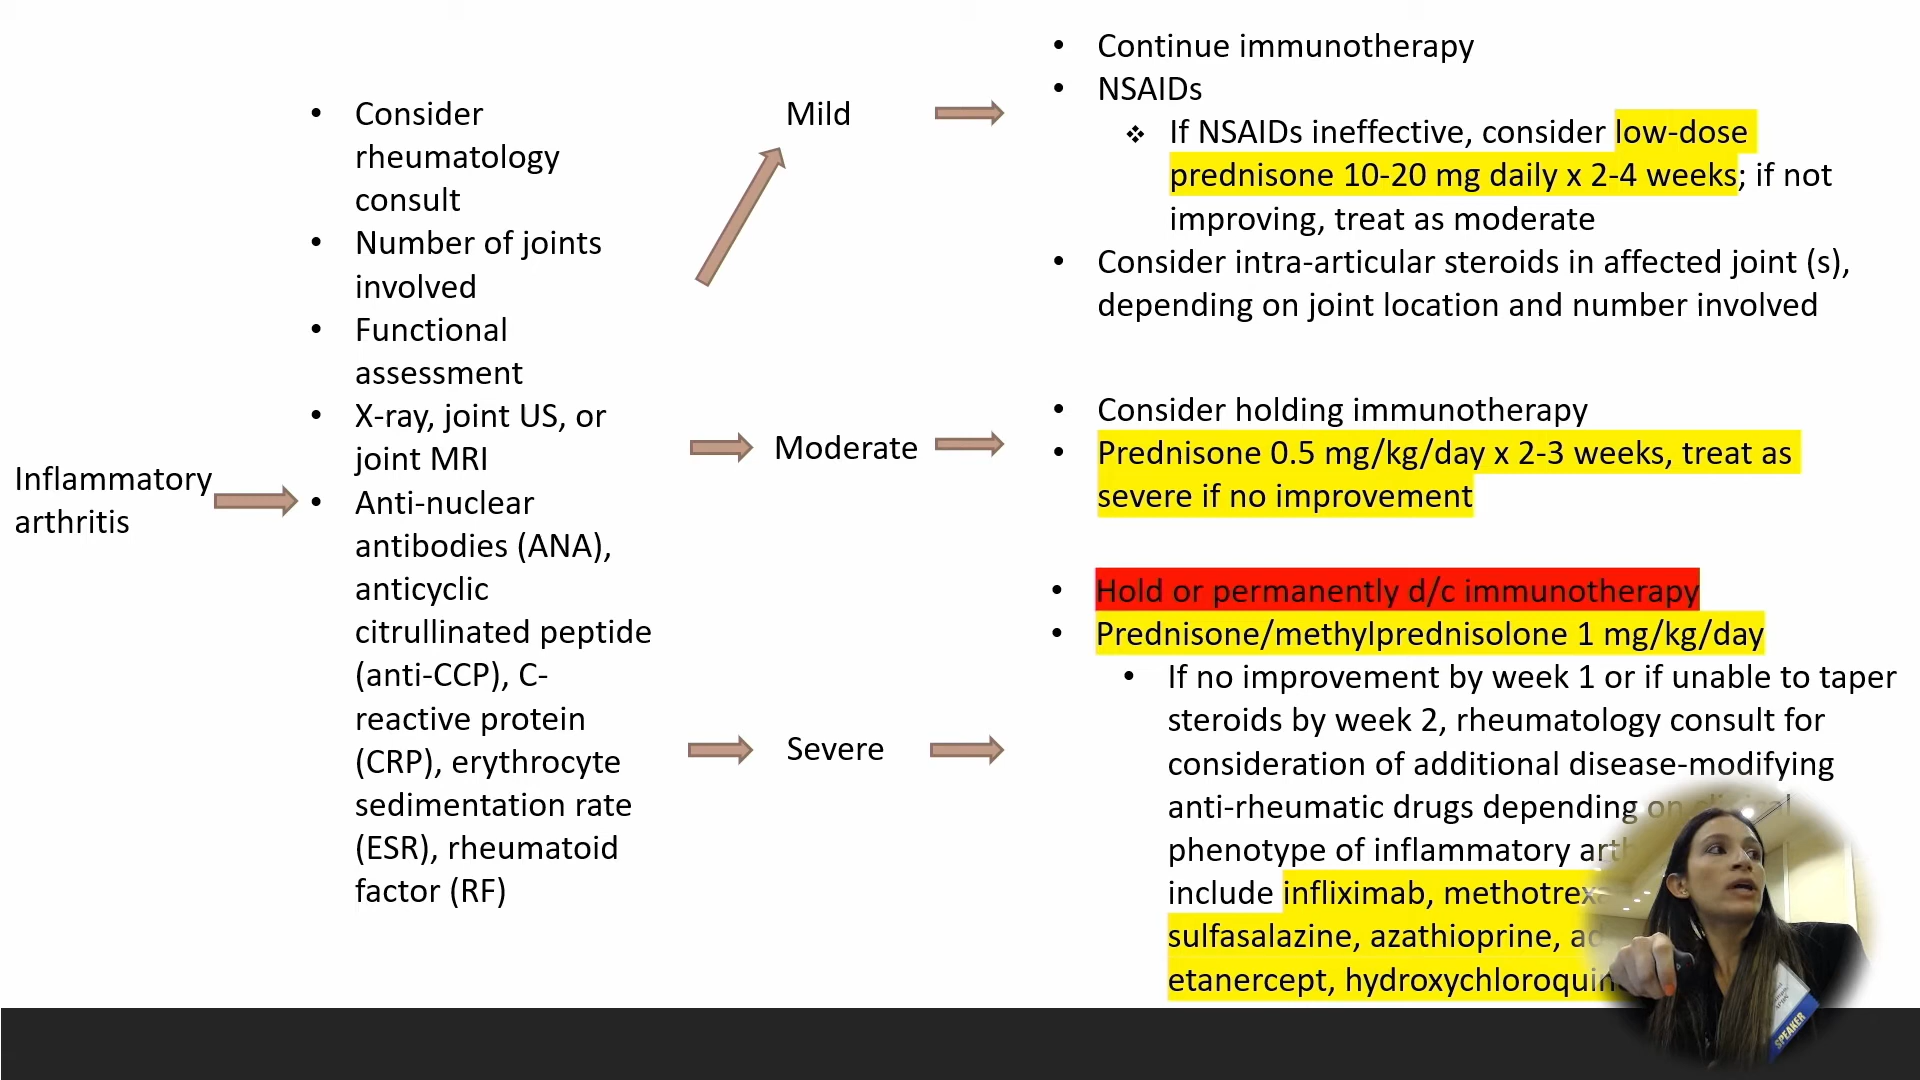 Inflammatory
arthritis
• Consider
rheumatology
consult
• Number of joints
involved
• Functional
assessment
• X-ray, joint US, or
joint MRI
• Anti-nuclear
antibodies (ANA),
anticyclic
citrullinated peptide
(anti-CCP), C-
reactive protein
(CRP), erythrocyte
sedimentation rate
(ESR), rheumatoid
factor (RF)
Mild
• Continue immunotherapy
• NSAIDs
❖ If NSAIDs ineffective, consider low-dose
prednisone 10-20 mg daily x 2-4 weeks; if not
improving, treat as moderate
• Consider intra-articular steroids in affected joint (s),
depending on joint location and number involved
Moderate
• Consider holding immunotherapy
• Prednisone 0.5 mg/kg/day x 2-3 weeks, treat as
severe if no improvement
Severe
• Hold or permanently d/c immunotherapy
• Prednisone/methylprednisolone 1 mg/kg/day
• If no improvement by week 1 or if unable to taper
steroids by week 2, rheumatology consult for
consideration of additional disease-modifying
anti-rheumatic drugs depending on clinical
phenotype of inflammatory
include infliximab,
sulfasalazine, azathioprine,
etanercept,
SPEAKER